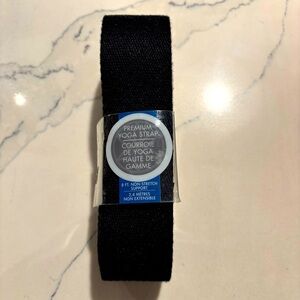 PREMIUM
YOGA STRAP
COURROIE
DE YOGA
HAUTE DE
GAMME
8 FT. NON STRETCH
SUPPORT
2,4 METRES
NON EXTENSIBLE